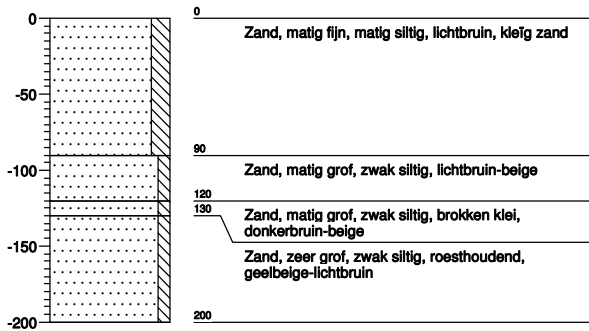 0
0
Zand, matig fijn, matig siltig, lichtbruin, kleïg zand
-50
90
-100
Zand, matig grof, zwak siltig, lichtbruin-beige
120
130
Zand, matig grof, zwak siltig, brokken klei,
donkerbruin-beige
-150
Zand, zeer grof, zwak siltig, roesthoudend,
geelbeige-lichtbruin
-200
200